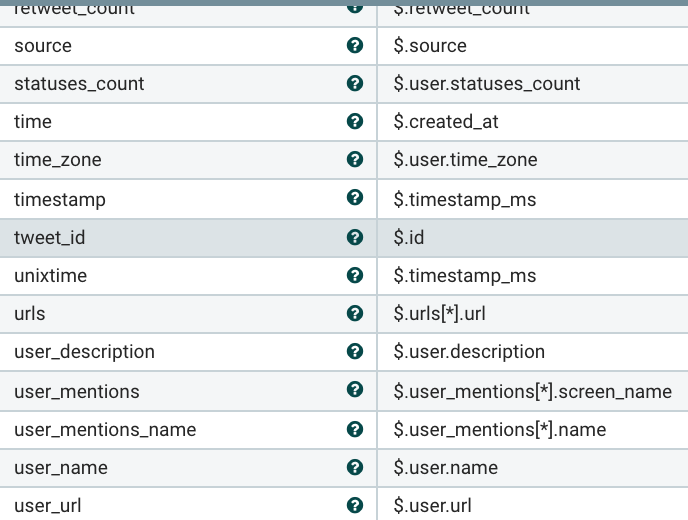 retweet_count $.retweet_count
source $.source
statuses_count $.user.statuses_count
time $.created_at
time_zone $.user.time_zone
timestamp $.timestamp_ms
tweet_id $.id
unixtime $.timestamp_ms
urls $.urls[*].url
user_description $.user.description
user_mentions $.user_mentions[*].screen_name
user_mentions_name $.user_mentions[*].name
user_name $.user.name
user_url $.user.url